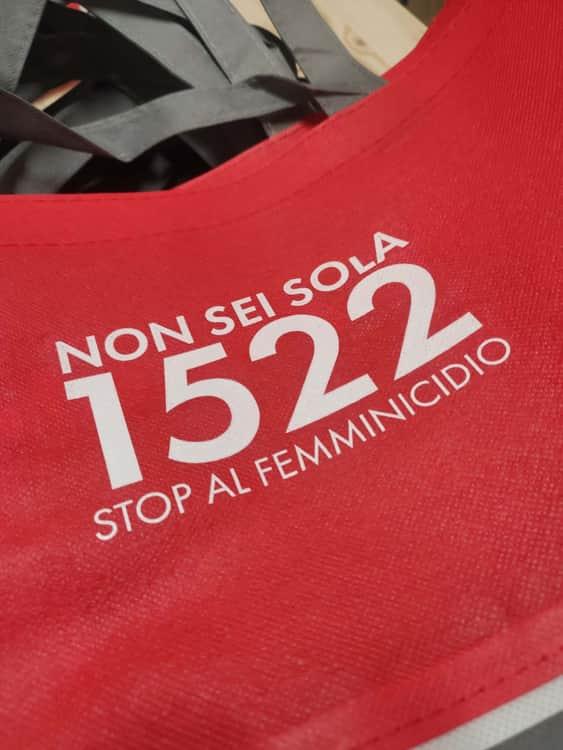 NON SEI SOLA
1522
STOP AL FEMMINICIDIO